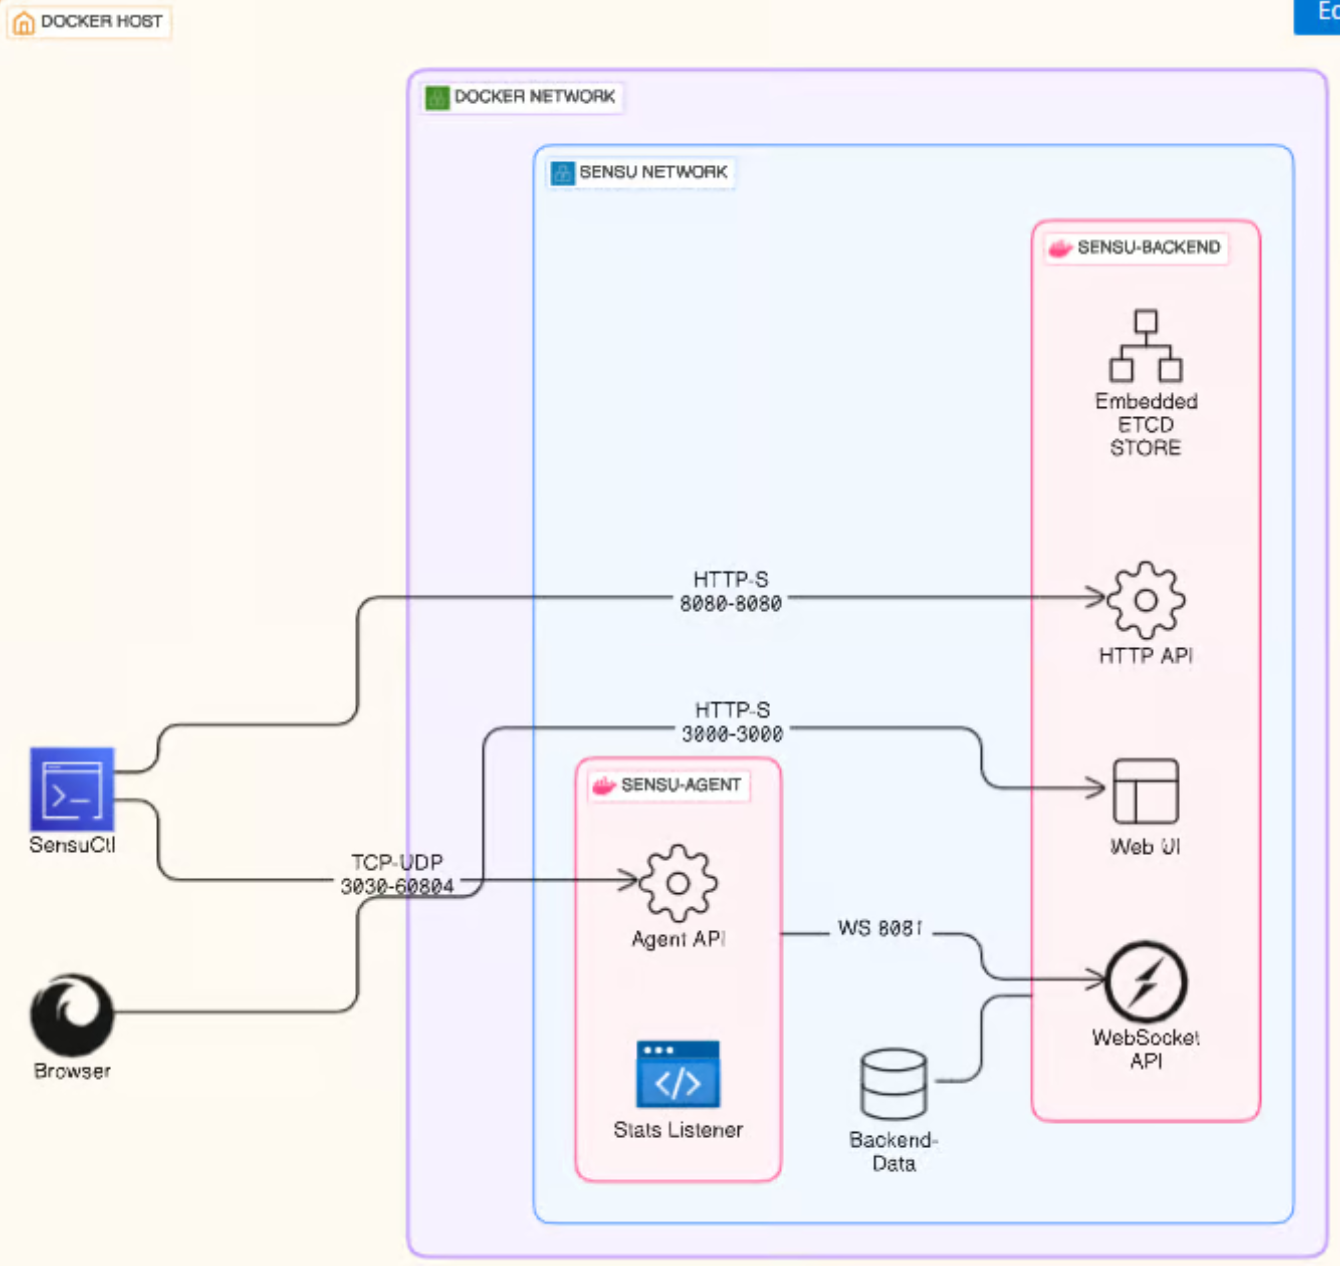 DOCKER HOST
DOCKER NETWORK
SENSU NETWORK
SENSU-BACKEND
Embedded
ETCD
STORE
HTTP-S
8080-8080
HTTP API
HTTP-S
3000-3000
SENSU-AGENT
Web UI
SensuCtl
TCP-UDP
3030-60804
Agent API
WS 8081
WebSocket
API
Browser
Stats Listener
Backend-
Data